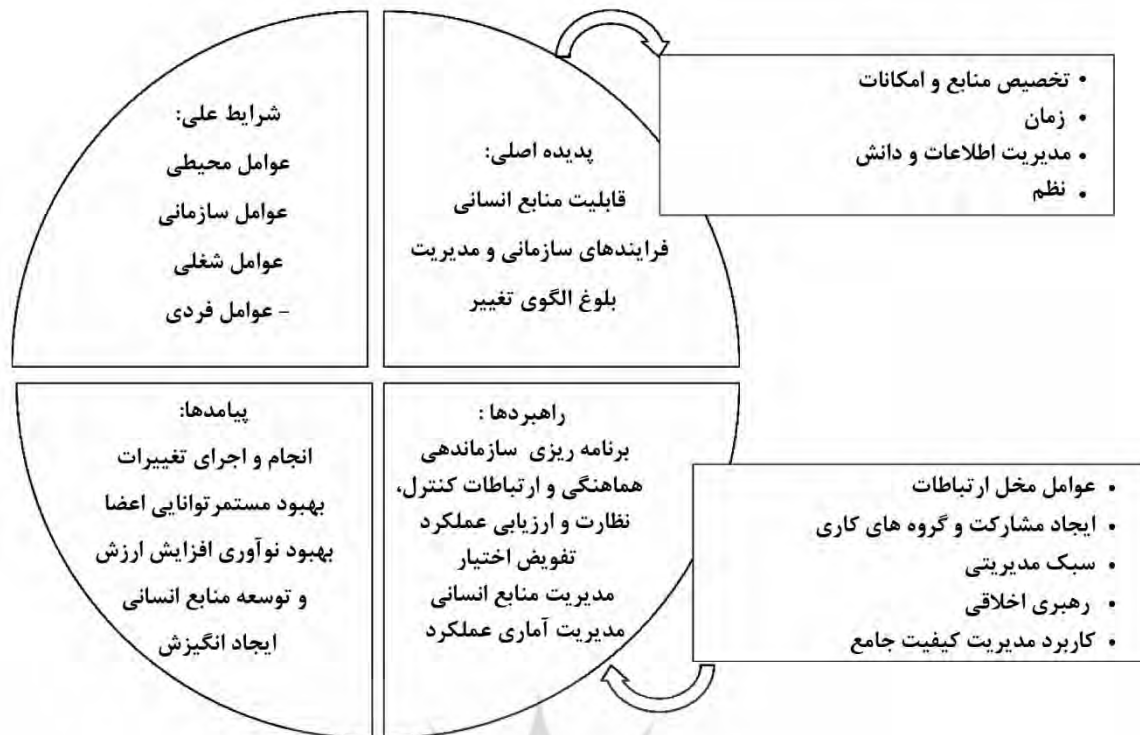 شرایط علی:
عوامل محیطی
عوامل سازمانی
عوامل شغلی
- عوامل فردی
پدیده اصلی:
قابلیت منابع انسانی
فرایندهای سازمانی و مدیریت
بلوغ الگوی تغییر
• تخصیص منابع و امکانات
• زمان
• مدیریت اطلاعات و دانش
• نظم
پیامدها:
انجام و اجرای تغییرات
بهبود مستمر توانایی اعضا
بهبود نوآوری افزایش ارزش
و توسعه منابع انسانی
ایجاد انگیزش
راهبردها :
برنامه ریزی سازماندهی
هماهنگی و ارتباطات کنترل،
نظارت و ارزیابی عملکرد
تفویض اختیار
مدیریت منابع انسانی
مدیریت آماری عملکرد
• عوامل مخل ارتباطات
• ایجاد مشارکت و گروه های کاری
• سبک مدیریتی
• رهبری اخلاقی
• کاربرد مدیریت کیفیت جامع